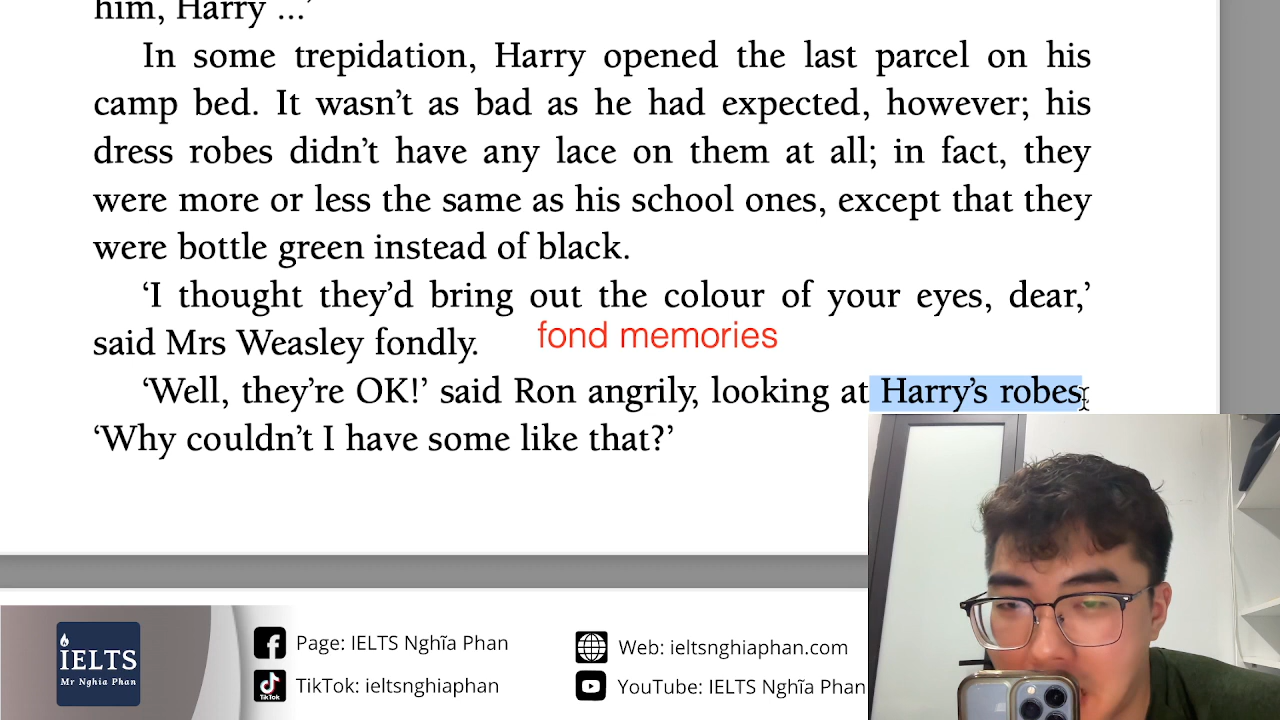 him, Harry ...’
In some trepidation, Harry opened the last parcel on his
camp bed. It wasn’t as bad as he had expected, however; his
dress robes didn’t have any lace on them at all; in fact, they
were more or less the same as his school ones, except that they
were bottle green instead of black.
‘I thought they’d bring out the colour of your eyes, dear,’
said Mrs Weasley fondly.
fond memories
‘Well, they’re OK!’ said Ron angrily, looking at Harry’s robes.
‘Why couldn’t I have some like that?’
IELTS
Mr Nghia Phan
Page: IELTS Nghĩa Phan
TikTok
TikTok: ieltsnghiaphan
Web: ieltsnghiaphan.com
YouTube: IELTS Nghĩa Phan